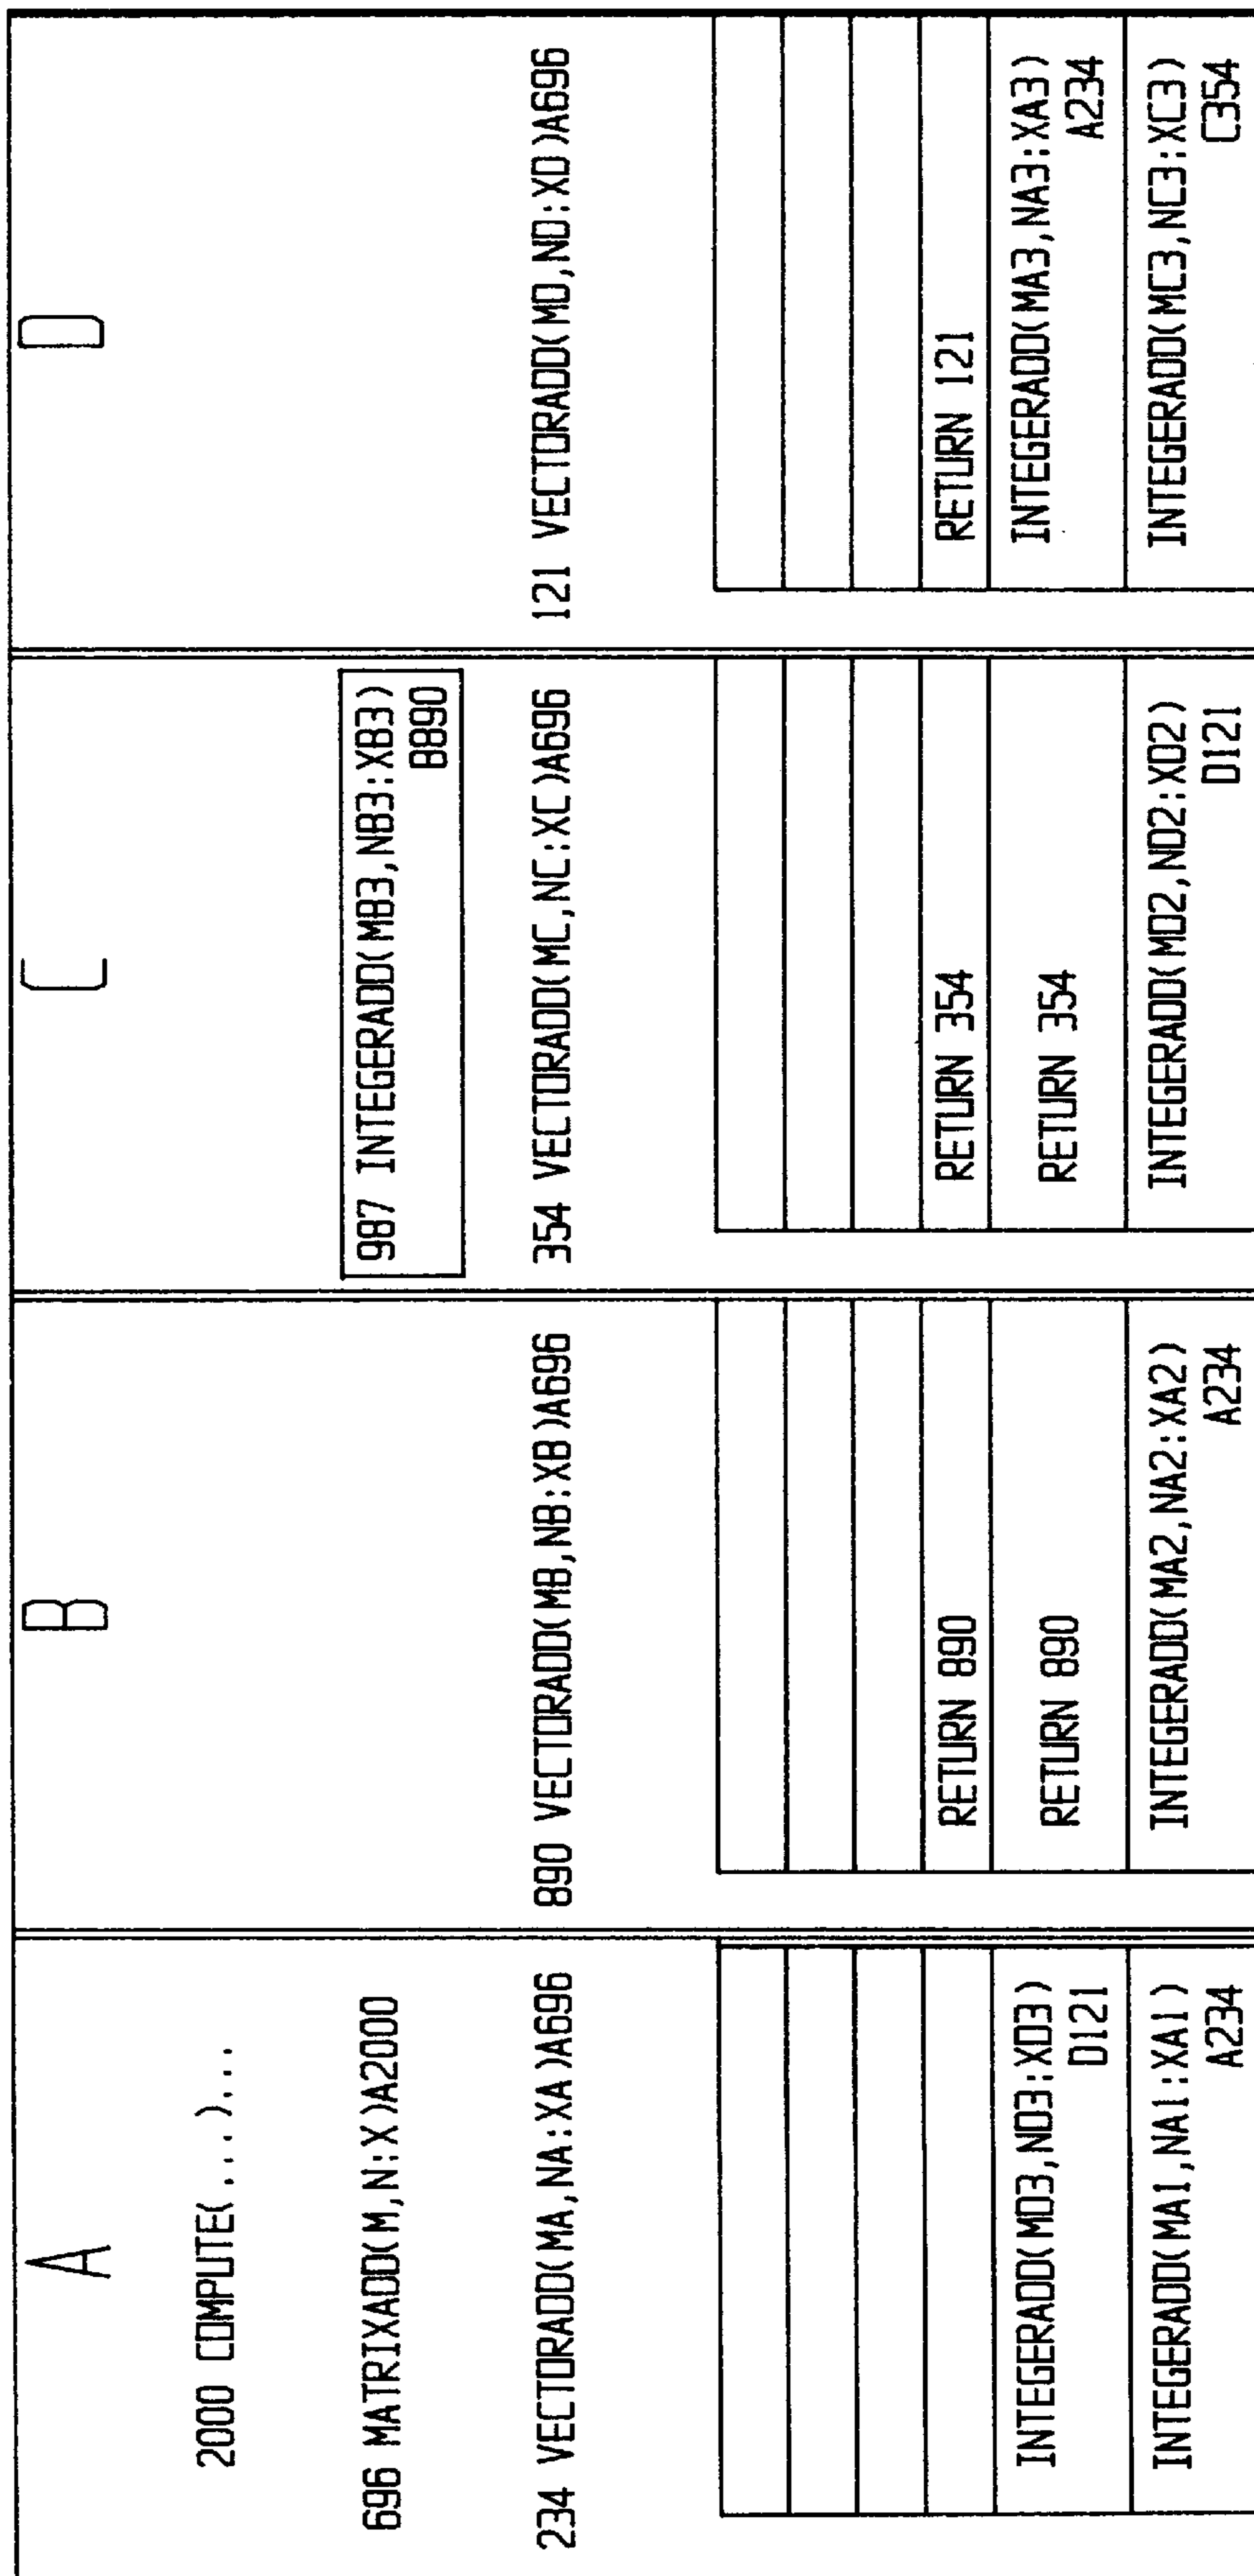 A
2000 COMPUTE(....)...
696 MATRIXADD(M,N:X)A2000
234 VECTORADD(MA,NA:XA)A696
INTEGERADD(MD3,ND3:XD3)
D121
INTEGERADD(MA1,NA1:XA1)
A234
B
890 VECTORADD(MB,NB:XB)A696
RETURN 890
RETURN 890
INTEGERADD(MA2,NA2:XA2)
A234
C
987 INTEGERADD(MB3,NB3:XB3)
B890
354 VECTORADD(MC,NC:XC)A696
RETURN 354
RETURN 354
INTEGERADD(MD2,ND2:XD2)
D121
D
121 VECTORADD(MD,ND:XD)A696
RETURN 121
INTEGERADD(MA3,NA3:XA3)
A234
INTEGERADD(MC3,NC3:XC3)
C354